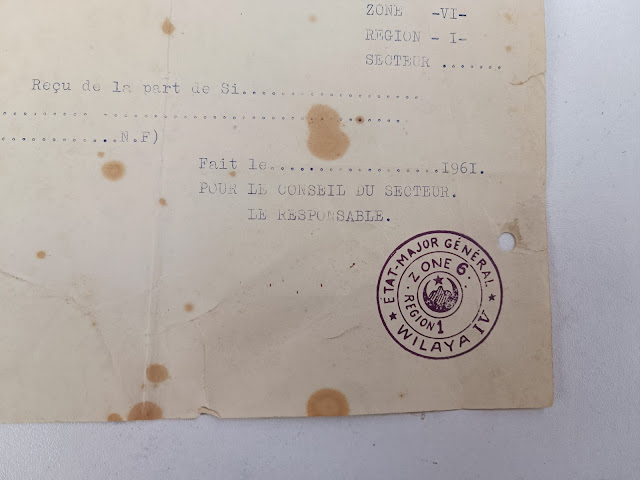 ZONE -VI-
REGION - I-
SECTEUR .......
Reçu de la part de Si....................
........... ...................................
...............N.F)
Fait le...................1961.
POUR LE CONSEIL DU SECTEUR.
LE RESPONSABLE.
ÉTAT-MAJOR GÉNÉRAL
ZONE 6
REGION 1
WILAYA IV